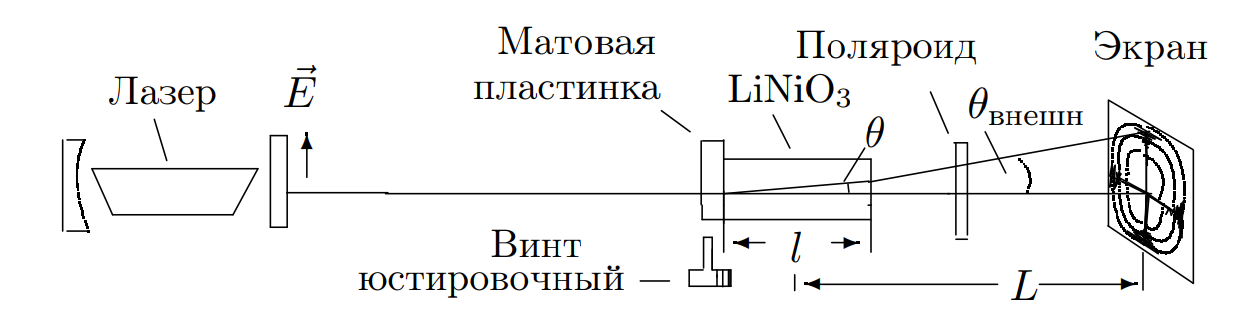 Матовая
пластинка
Поляроид
Экран
Лазер
E⃗
LiNiO₃
θ
θвнешн
Винт
юстировочный
l
L